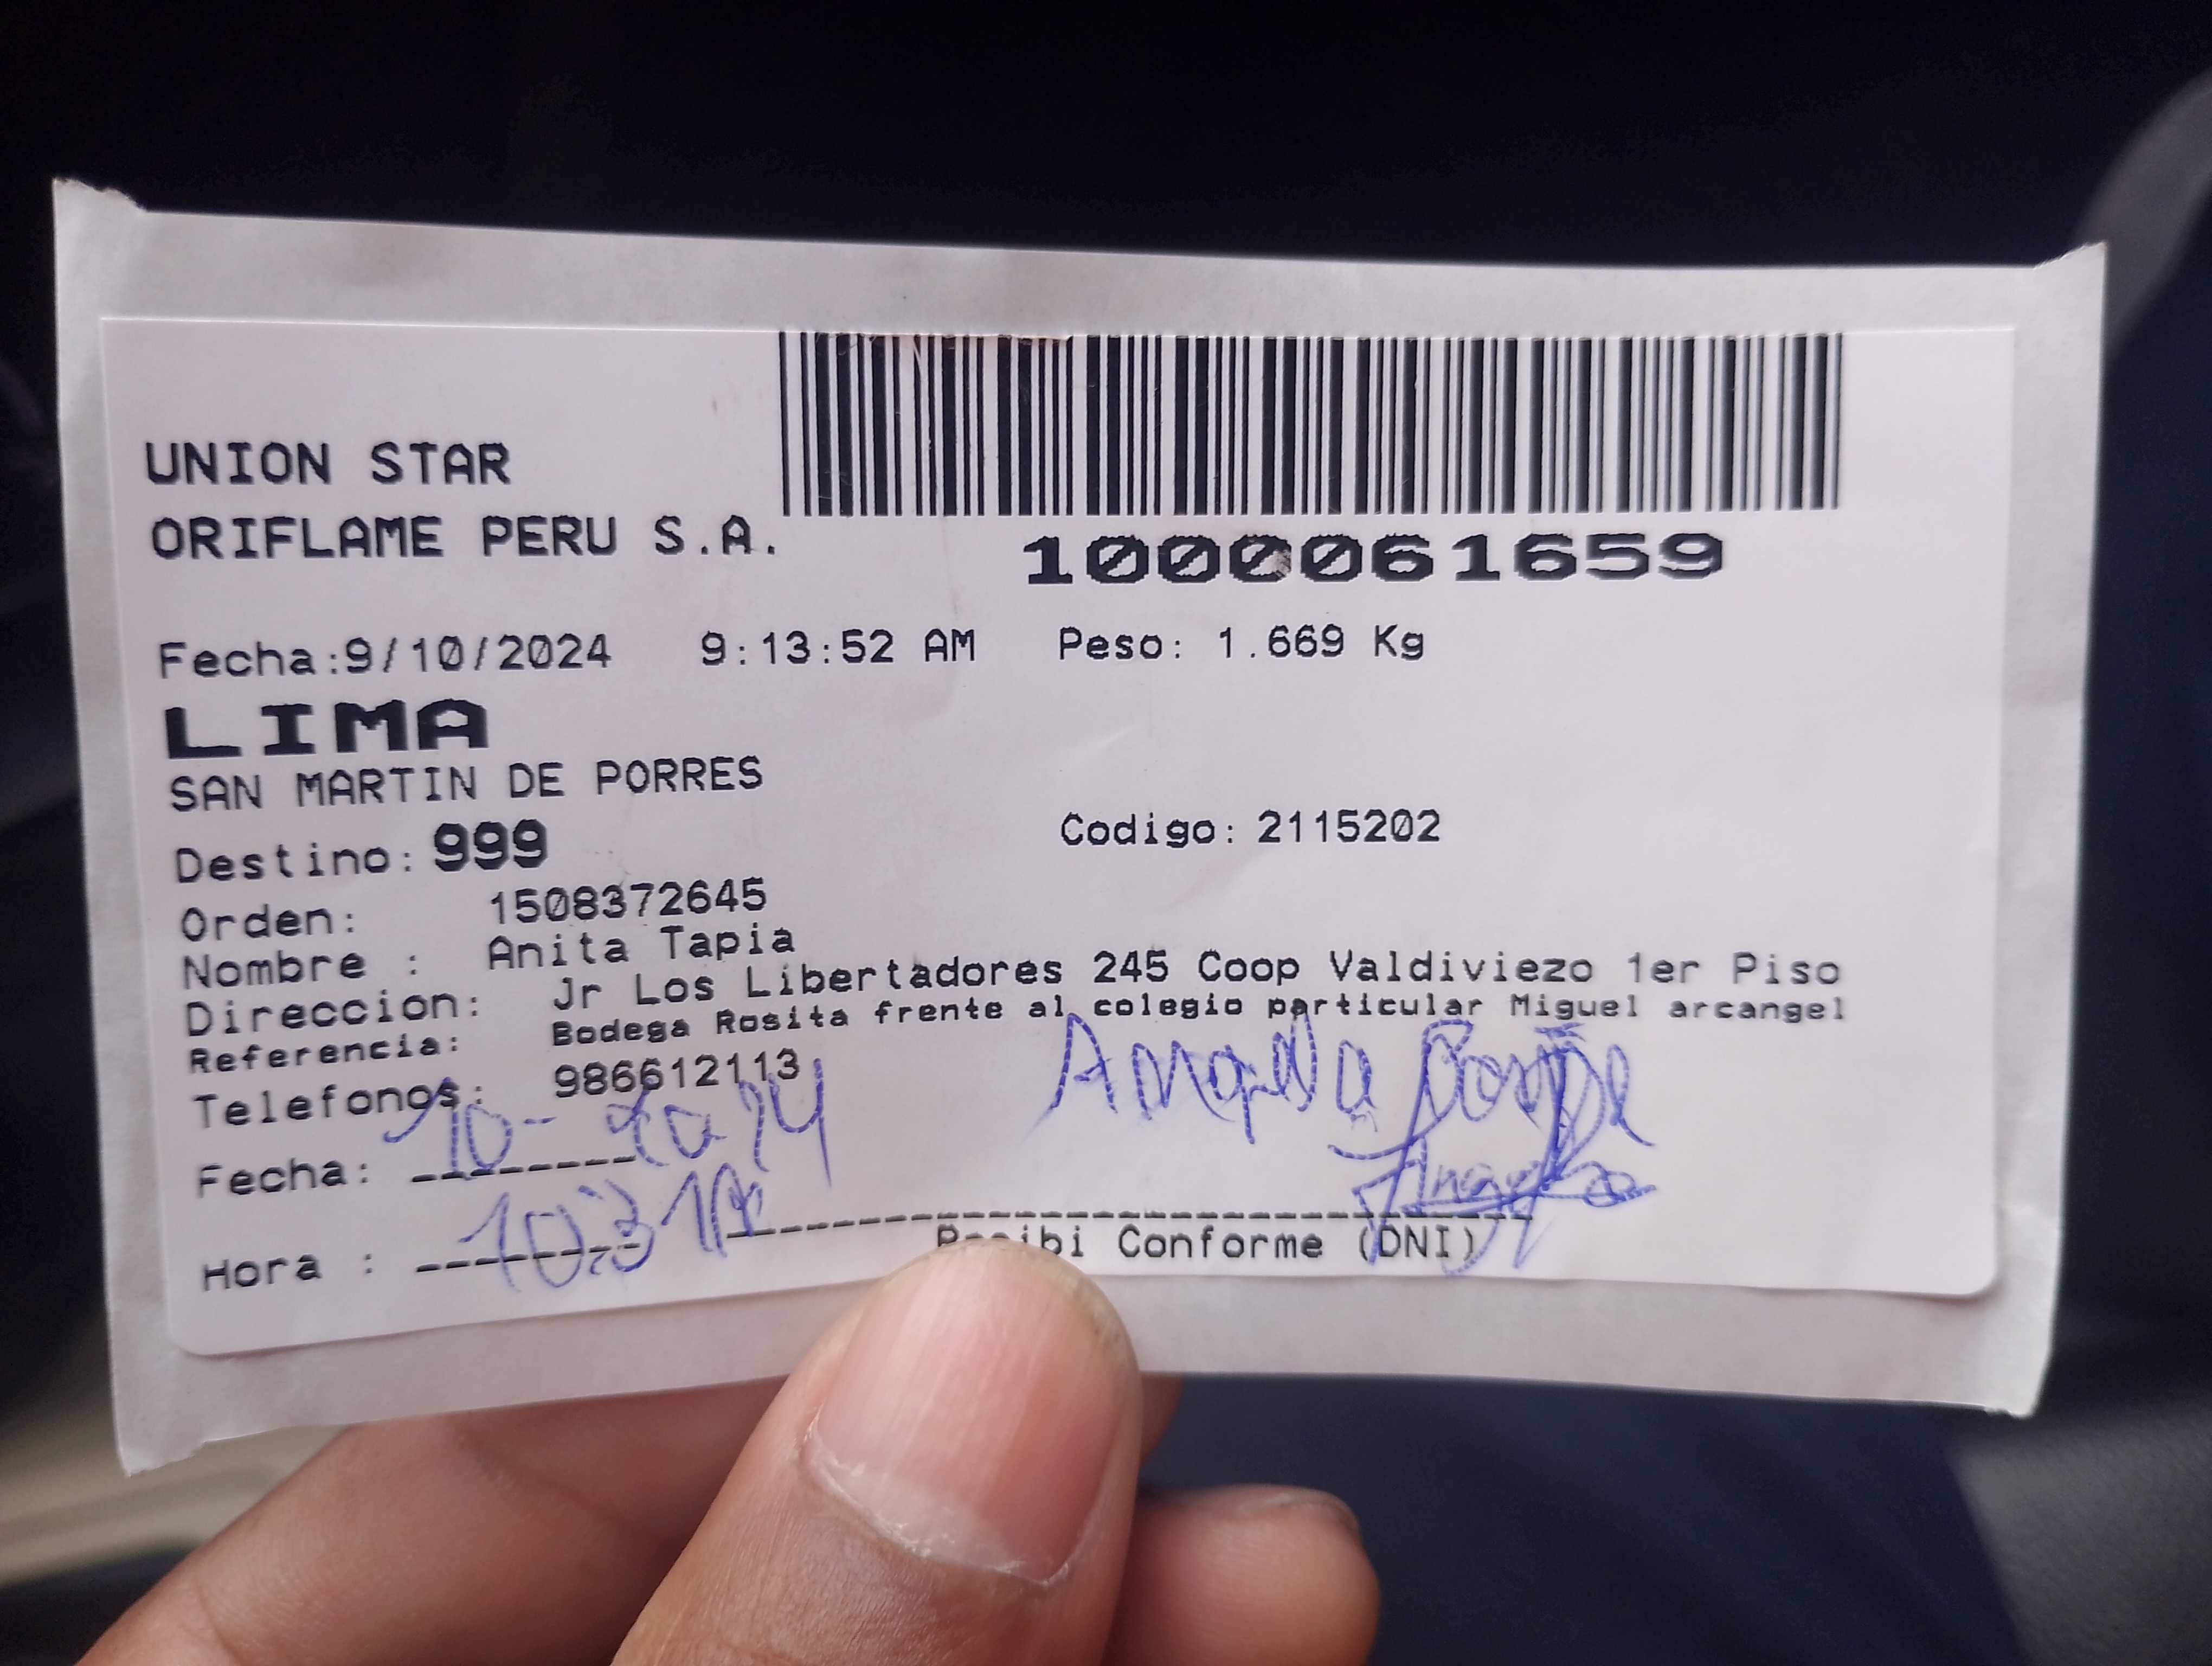 UNION STAR
ORIFLAME PERU S.A.
1000061659
Fecha:9/10/2024 9:13:52 AM Peso: 1.669 Kg
LIMA
SAN MARTIN DE PORRES
Destino: 999 Codigo: 2115202
Orden: 1508372645
Nombre : Anita Tapia
Direccion: Jr Los Libertadores 245 Coop Valdiviezo 1er Piso
Referencia: Bodega Rosita frente al colegio particular Miguel arcangel
Telefonos: 986612113
Fecha:
Hora :
Recibi Conforme (DNI)